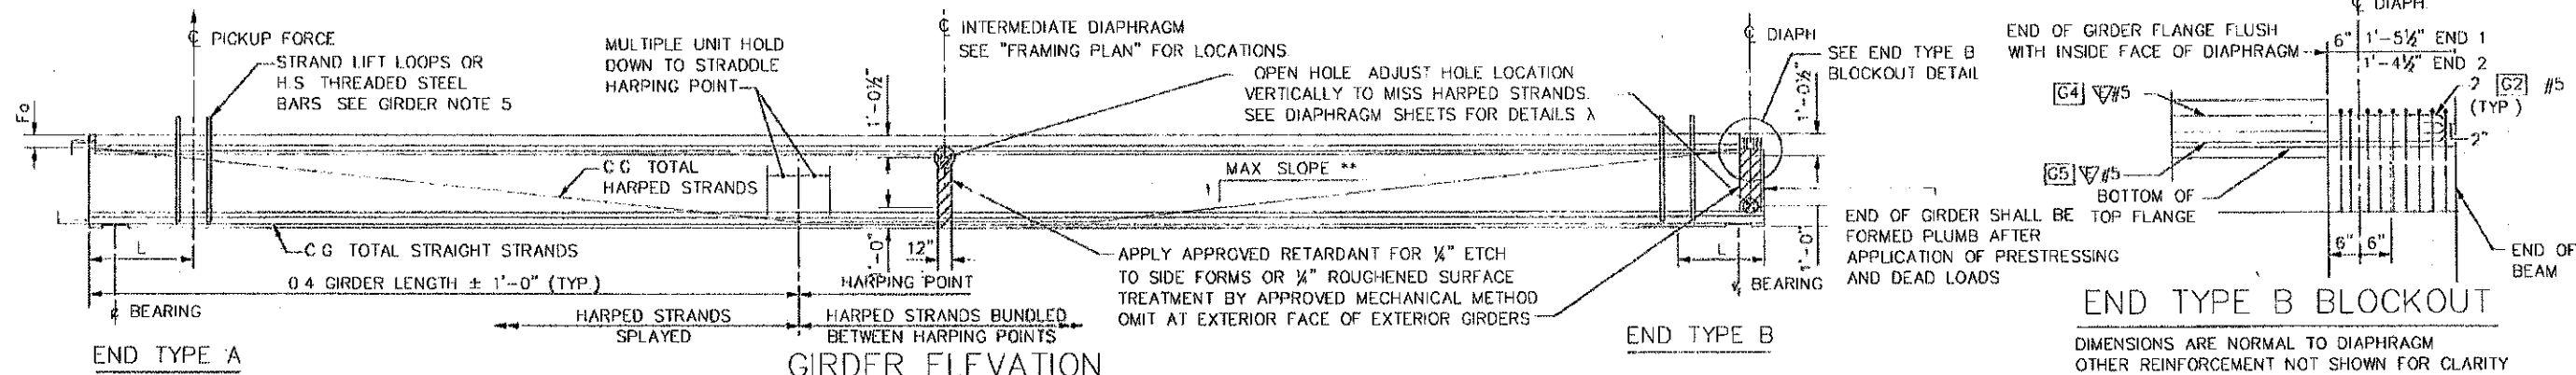 ℄ PICKUP FORCE
STRAND LIFT LOOPS OR
H.S THREADED STEEL
BARS SEE GIRDER NOTE 5
Fo
MULTIPLE UNIT HOLD
DOWN TO STRADDLE
HARPING POINT
℄ INTERMEDIATE DIAPHRAGM
SEE "FRAMING PLAN" FOR LOCATIONS
1'-0½"
OPEN HOLE ADJUST HOLE LOCATION
VERTICALLY TO MISS HARPED STRANDS.
SEE DIAPHRAGM SHEETS FOR DETAILS λ
℄ DIAPH
SEE END TYPE B
BLOCKOUT DETAIL
1'-0½"
C G TOTAL
HARPED STRANDS
MAX SLOPE **
1
C G TOTAL STRAIGHT STRANDS
L
0 4 GIRDER LENGTH ± 1'-0" (TYP.)
℄ BEARING
12"
1'-0"
HARPING POINT
HARPED STRANDS
SPLAYED
HARPED STRANDS BUNDLED
BETWEEN HARPING POINTS
APPLY APPROVED RETARDANT FOR ¼" ETCH
TO SIDE FORMS OR ¼" ROUGHENED SURFACE
TREATMENT BY APPROVED MECHANICAL METHOD
OMIT AT EXTERIOR FACE OF EXTERIOR GIRDERS
L
℄ BEARING
1'-0"
END OF GIRDER SHALL BE
FORMED PLUMB AFTER
APPLICATION OF PRESTRESSING
AND DEAD LOADS
END TYPE A
GIRDER ELEVATION
END TYPE B
℄ DIAPH.
END OF GIRDER FLANGE FLUSH
WITH INSIDE FACE OF DIAPHRAGM
6"
1'-5½" END 1
1'-4½" END 2
G4 #5
2 G2 #5
(TYP)
2"
G5 #5
BOTTOM OF
TOP FLANGE
6" 6"
END OF
BEAM
END TYPE B BLOCKOUT
DIMENSIONS ARE NORMAL TO DIAPHRAGM
OTHER REINFORCEMENT NOT SHOWN FOR CLARITY